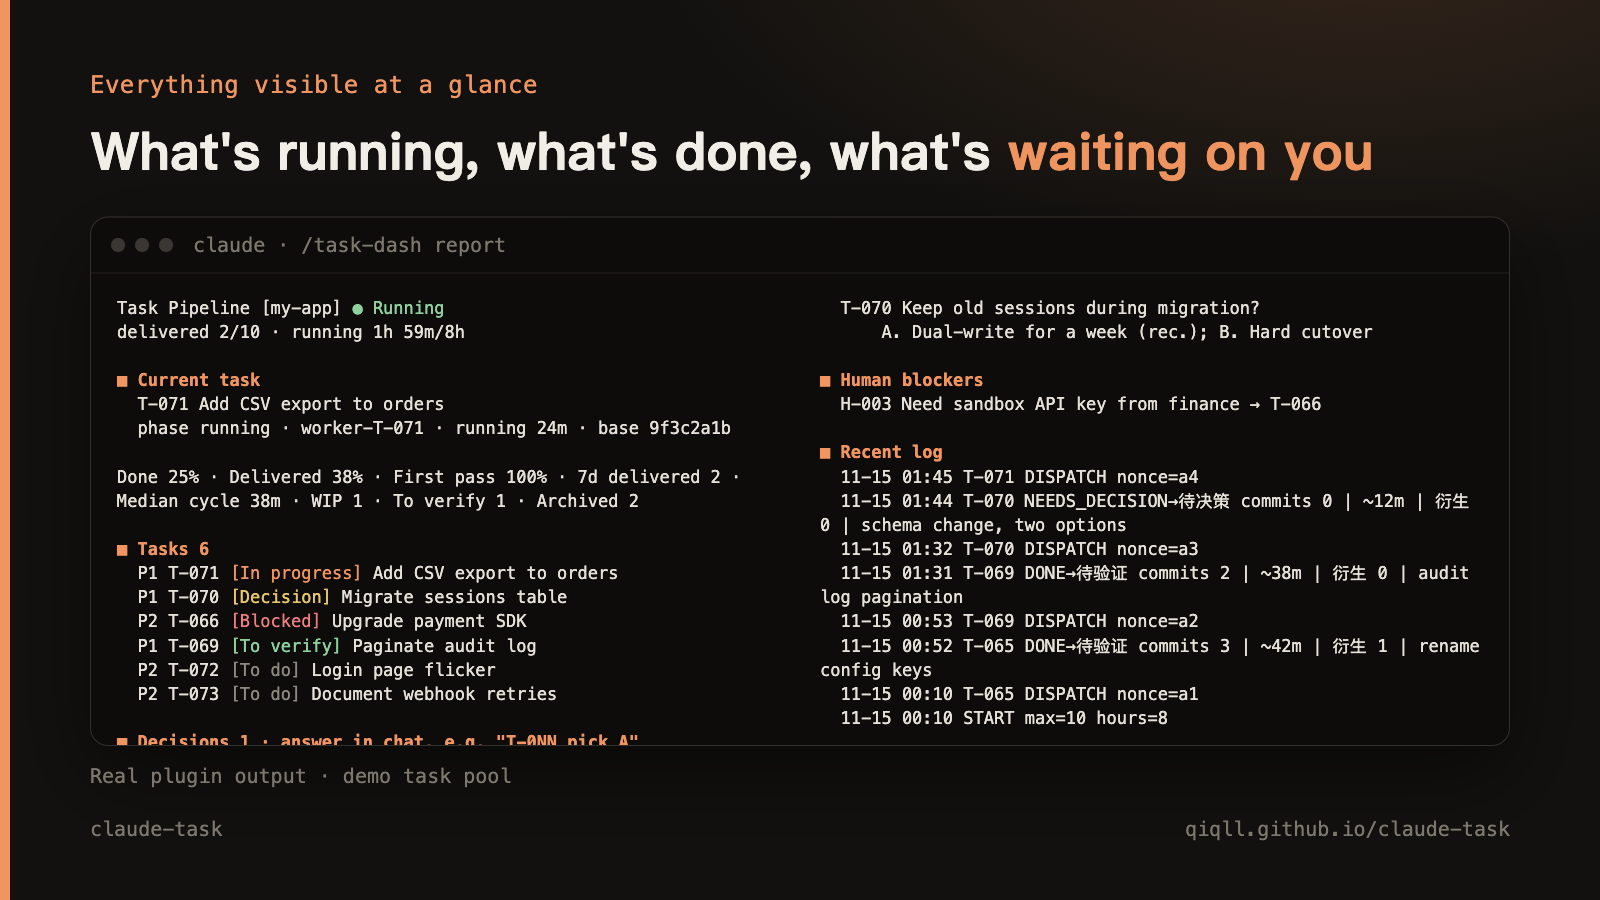 Everything visible at a glance
What's running, what's done, what's waiting on you
claude · /task-dash report
Task Pipeline [my-app] ● Running
delivered 2/10 · running 1h 59m/8h
■ Current task
T-071 Add CSV export to orders
phase running · worker-T-071 · running 24m · base 9f3c2a1b
Done 25% · Delivered 38% · First pass 100% · 7d delivered 2 ·
Median cycle 38m · WIP 1 · To verify 1 · Archived 2
■ Tasks 6
P1 T-071 [In progress] Add CSV export to orders
P1 T-070 [Decision] Migrate sessions table
P2 T-066 [Blocked] Upgrade payment SDK
P1 T-069 [To verify] Paginate audit log
P2 T-072 [To do] Login page flicker
P2 T-073 [To do] Document webhook retries
■ Decisions 1 · answer in chat, e.g. "T-0NN pick A"
T-070 Keep old sessions during migration?
A. Dual-write for a week (rec.); B. Hard cutover
■ Human blockers
H-003 Need sandbox API key from finance → T-066
■ Recent log
11-15 01:45 T-071 DISPATCH nonce=a4
11-15 01:44 T-070 NEEDS_DECISION→待决策 commits 0 | ~12m | 衍生
0 | schema change, two options
11-15 01:32 T-070 DISPATCH nonce=a3
11-15 01:31 T-069 DONE→待验证 commits 2 | ~38m | 衍生 0 | audit
log pagination
11-15 00:53 T-069 DISPATCH nonce=a2
11-15 00:52 T-065 DONE→待验证 commits 3 | ~42m | 衍生 1 | rename
config keys
11-15 00:10 T-065 DISPATCH nonce=a1
11-15 00:10 START max=10 hours=8
Real plugin output · demo task pool
claude-task
qiqll.github.io/claude-task